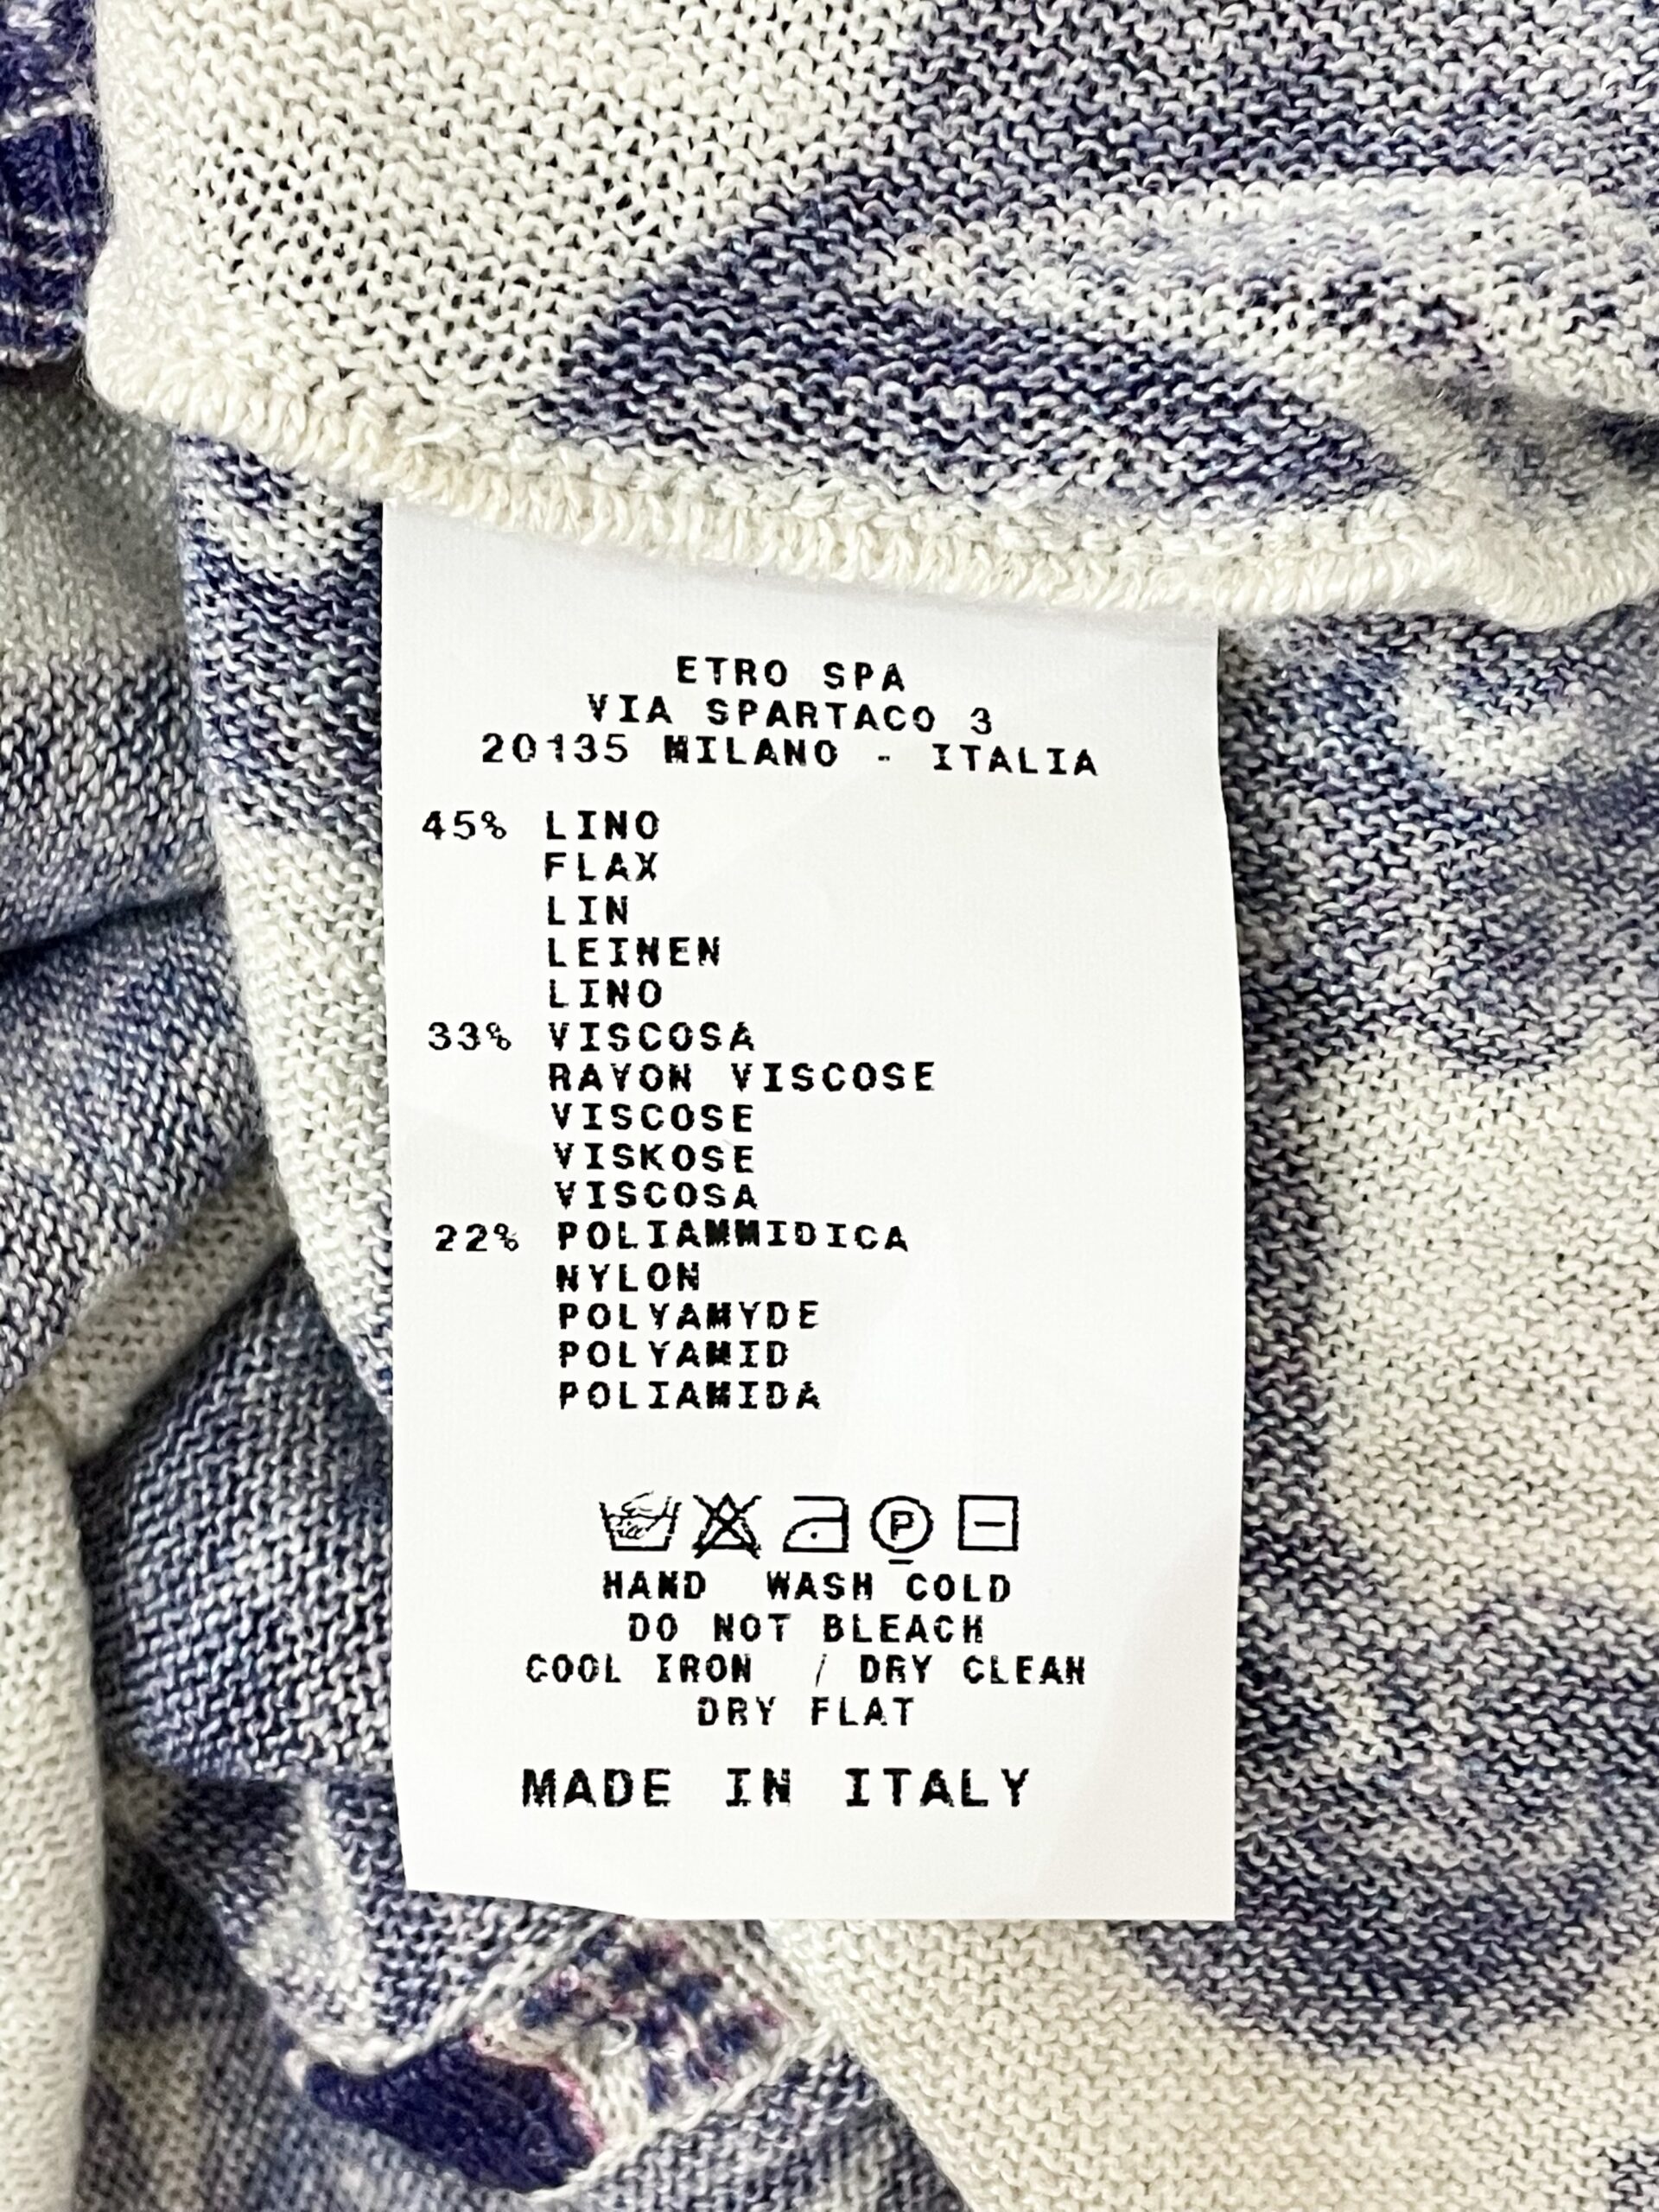 ETRO SPA
VIA SPARTACO 3
20135 MILANO - ITALIA
45% LINO
FLAX
LIN
LEINEN
LINO
33% VISCOSA
RAYON VISCOSE
VISCOSE
VISKOSE
VISCOSA
22% POLIAMMIDICA
NYLON
POLYAMYDE
POLYAMID
POLIAMIDA
P
HAND WASH COLD
DO NOT BLEACH
COOL IRON / DRY CLEAN
DRY FLAT
MADE IN ITALY